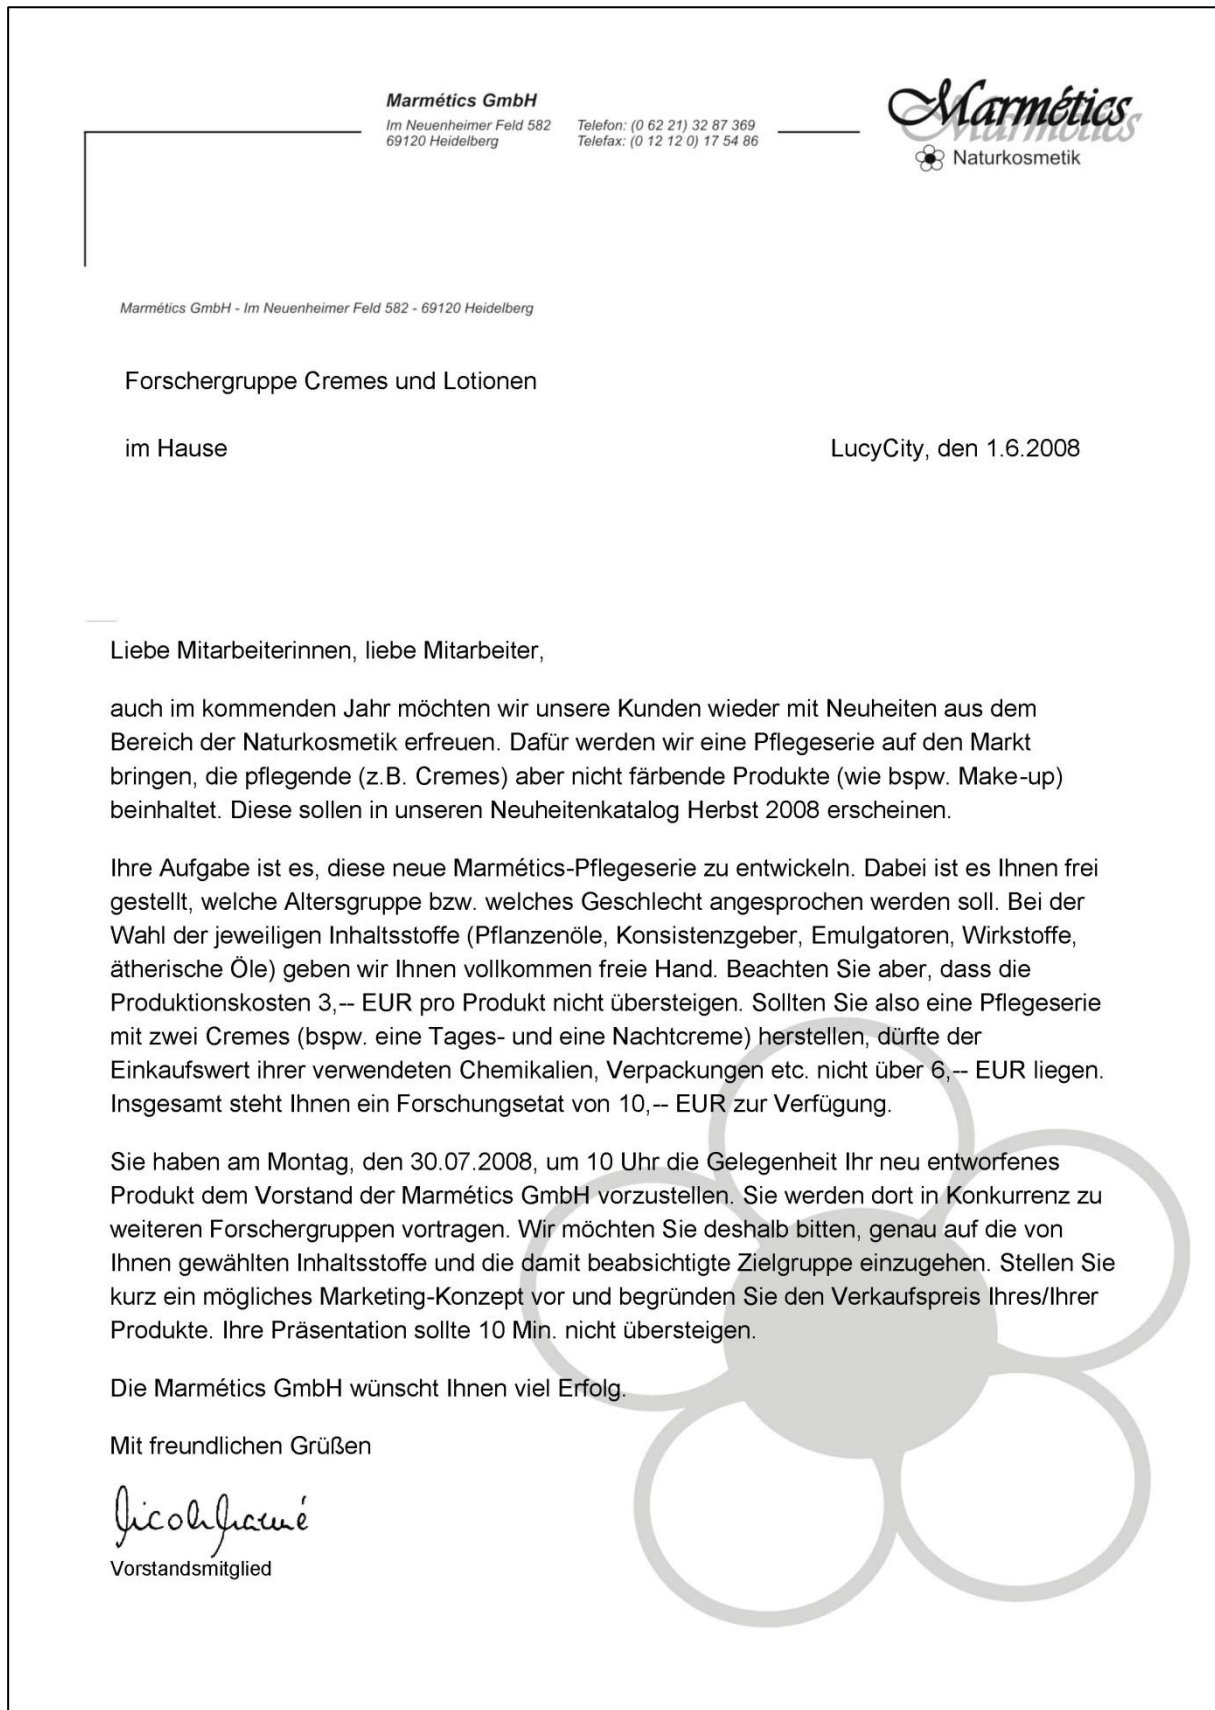 Marmétics GmbH
Im Neuenheimer Feld 582 Telefon: (0 62 21) 32 87 369
69120 Heidelberg Telefax: (0 12 12 0) 17 54 86
Marmétics
Naturkosmetik
Marmétics GmbH - Im Neuenheimer Feld 582 - 69120 Heidelberg
Forschergruppe Cremes und Lotionen
im Hause LucyCity, den 1.6.2008
Liebe Mitarbeiterinnen, liebe Mitarbeiter,
auch im kommenden Jahr möchten wir unsere Kunden wieder mit Neuheiten aus dem
Bereich der Naturkosmetik erfreuen. Dafür werden wir eine Pflegeserie auf den Markt
bringen, die pflegende (z.B. Cremes) aber nicht färbende Produkte (wie bspw. Make-up)
beinhaltet. Diese sollen in unseren Neuheitenkatalog Herbst 2008 erscheinen.
Ihre Aufgabe ist es, diese neue Marmétics-Pflegeserie zu entwickeln. Dabei ist es Ihnen frei
gestellt, welche Altersgruppe bzw. welches Geschlecht angesprochen werden soll. Bei der
Wahl der jeweiligen Inhaltsstoffe (Pflanzenöle, Konsistenzgeber, Emulgatoren, Wirkstoffe,
ätherische Öle) geben wir Ihnen vollkommen freie Hand. Beachten Sie aber, dass die
Produktionskosten 3,-- EUR pro Produkt nicht übersteigen. Sollten Sie also eine Pflegeserie
mit zwei Cremes (bspw. eine Tages- und eine Nachtcreme) herstellen, dürfte der
Einkaufswert ihrer verwendeten Chemikalien, Verpackungen etc. nicht über 6,-- EUR liegen.
Insgesamt steht Ihnen ein Forschungsetat von 10,-- EUR zur Verfügung.
Sie haben am Montag, den 30.07.2008, um 10 Uhr die Gelegenheit Ihr neu entworfenes
Produkt dem Vorstand der Marmétics GmbH vorzustellen. Sie werden dort in Konkurrenz zu
weiteren Forschergruppen vortragen. Wir möchten Sie deshalb bitten, genau auf die von
Ihnen gewählten Inhaltsstoffe und die damit beabsichtigte Zielgruppe einzugehen. Stellen Sie
kurz ein mögliches Marketing-Konzept vor und begründen Sie den Verkaufspreis Ihres/Ihrer
Produkte. Ihre Präsentation sollte 10 Min. nicht übersteigen.
Die Marmétics GmbH wünscht Ihnen viel Erfolg.
Mit freundlichen Grüßen
Vorstandsmitglied